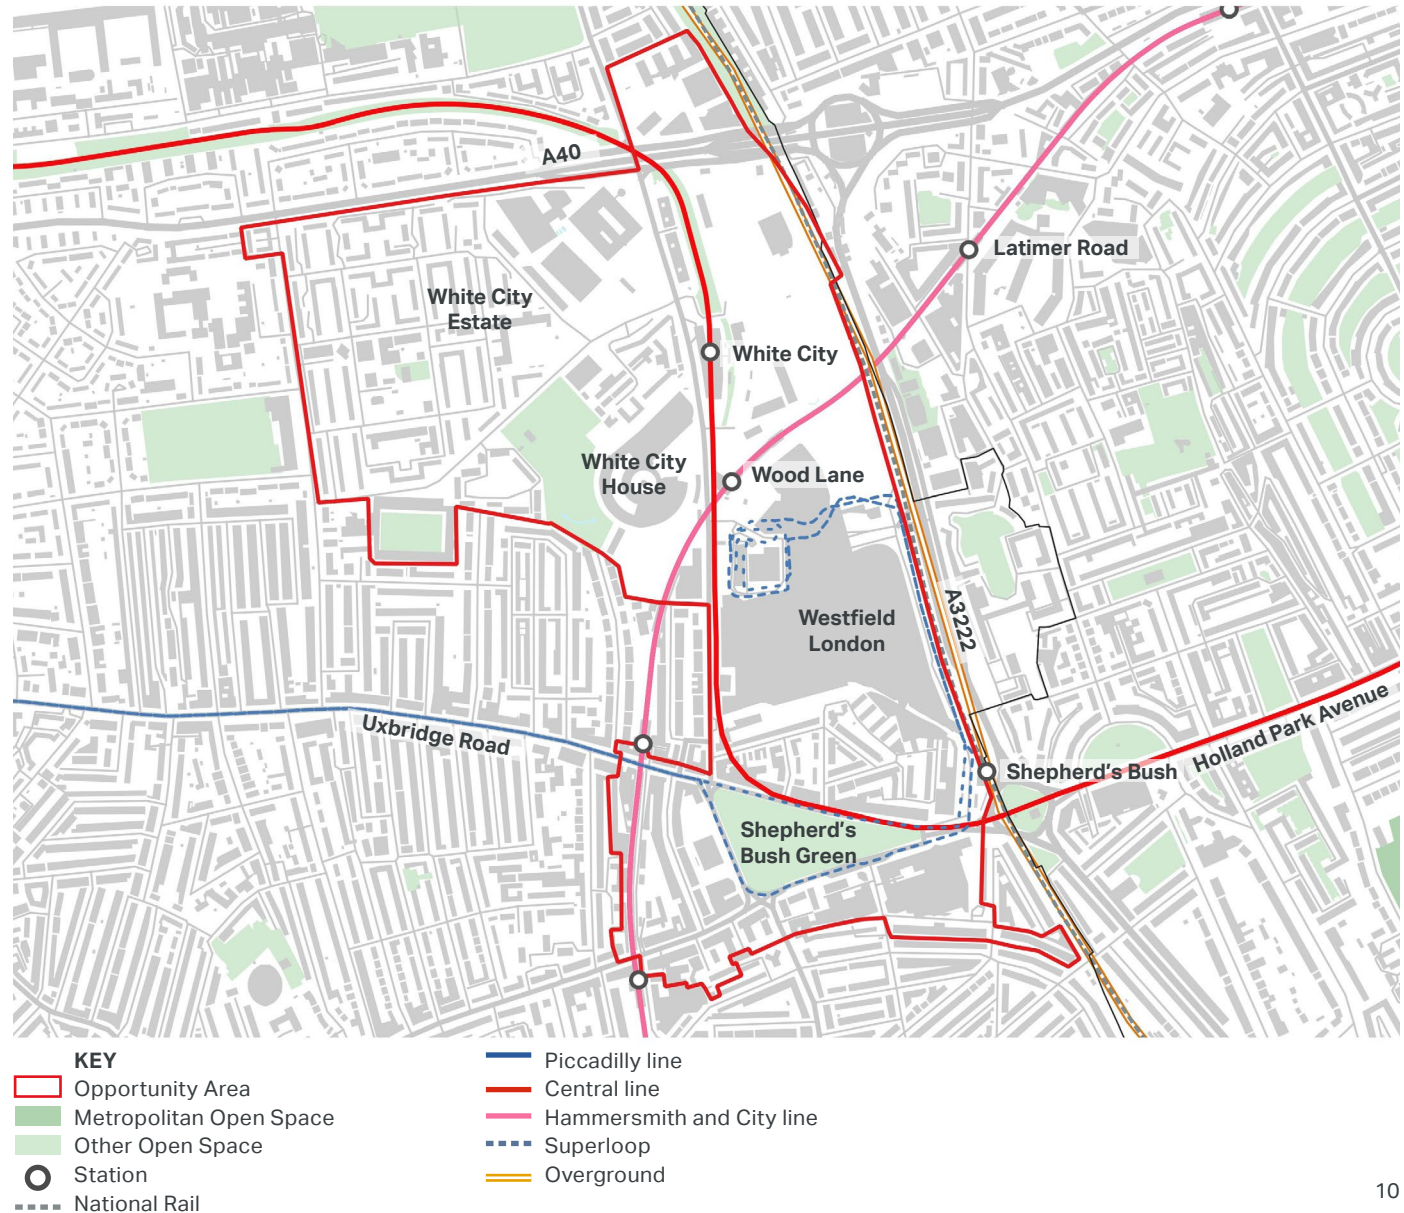 A40
Latimer Road
White City
Estate
White City
White City
House
Wood Lane
Westfield
London
A3222
Uxbridge Road
Holland Park Avenue
Shepherd's Bush
Shepherd's
Bush Green
KEY
Opportunity Area
Metropolitan Open Space
Other Open Space
Station
National Rail
Piccadilly line
Central line
Hammersmith and City line
Superloop
Overground
10